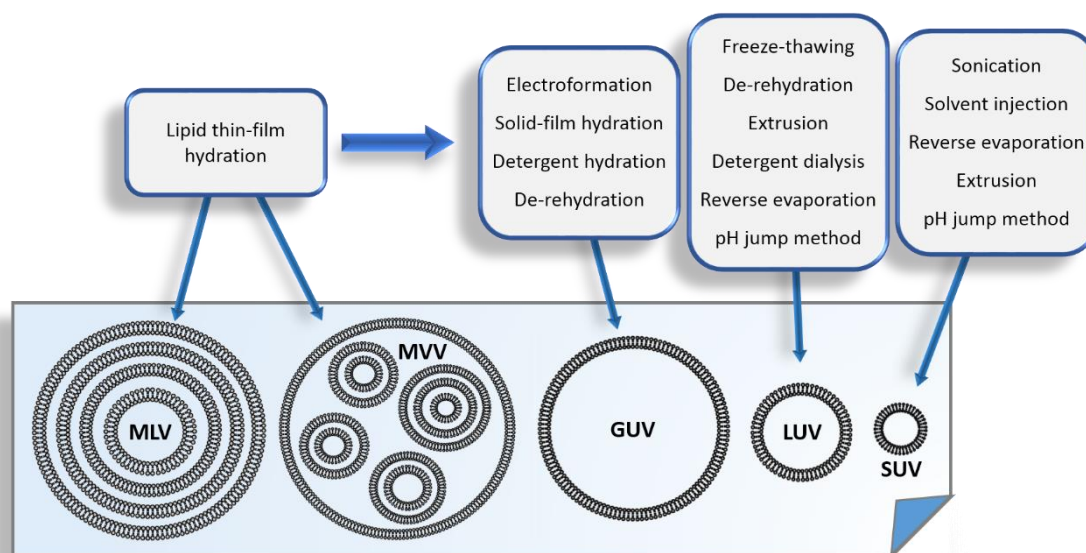 Lipid thin-film
hydration
Electroformation
Solid-film hydration
Detergent hydration
De-rehydration
Freeze-thawing
De-rehydration
Extrusion
Detergent dialysis
Reverse evaporation
pH jump method
Sonication
Solvent injection
Reverse evaporation
Extrusion
pH jump method
MLV
MVV
GUV
LUV
SUV